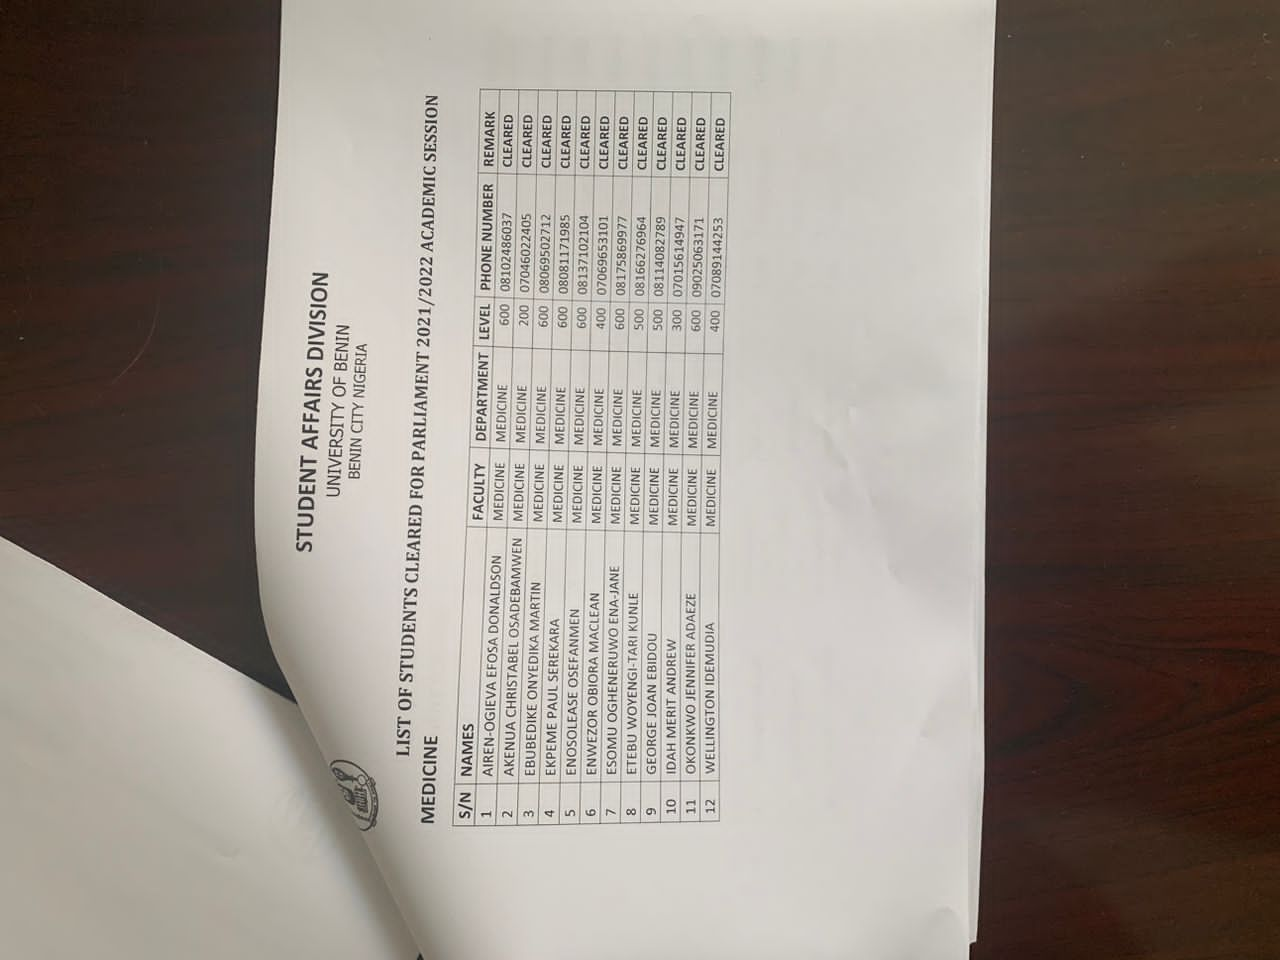 STUDENT AFFAIRS DIVISION
UNIVERSITY OF BENIN
BENIN CITY NIGERIA
LIST OF STUDENTS CLEARED FOR PARLIAMENT 2021/2022 ACADEMIC SESSION
MEDICINE
S/N NAMES FACULTY DEPARTMENT LEVEL PHONE NUMBER REMARK
1 AIREN-OGIEVA EFOSA DONALDSON MEDICINE MEDICINE 600 08102486037 CLEARED
2 AKENUA CHRISTABEL OSADEBAMWEN MEDICINE MEDICINE 200 07046022405 CLEARED
3 EBUBEDIKE ONYEDIKA MARTIN MEDICINE MEDICINE 600 08069502712 CLEARED
4 EKPEME PAUL SEREKARA MEDICINE MEDICINE 600 08081171985 CLEARED
5 ENOSOLEASE OSEFANMEN MEDICINE MEDICINE 600 08137102104 CLEARED
6 ENWEZOR OBIORA MACLEAN MEDICINE MEDICINE 400 07069653101 CLEARED
7 ESOMU OGHENERUWO ENA-JANE MEDICINE MEDICINE 600 08175869977 CLEARED
8 ETEBU WOYENGI-TARI KUNLE MEDICINE MEDICINE 500 08166276964 CLEARED
9 GEORGE JOAN EBIDOU MEDICINE MEDICINE 500 08114082789 CLEARED
10 IDAH MERIT ANDREW MEDICINE MEDICINE 300 07015614947 CLEARED
11 OKONKWO JENNIFER ADAEZE MEDICINE MEDICINE 600 09025063171 CLEARED
12 WELLINGTON IDEMUDIA MEDICINE MEDICINE 400 07089144253 CLEARED